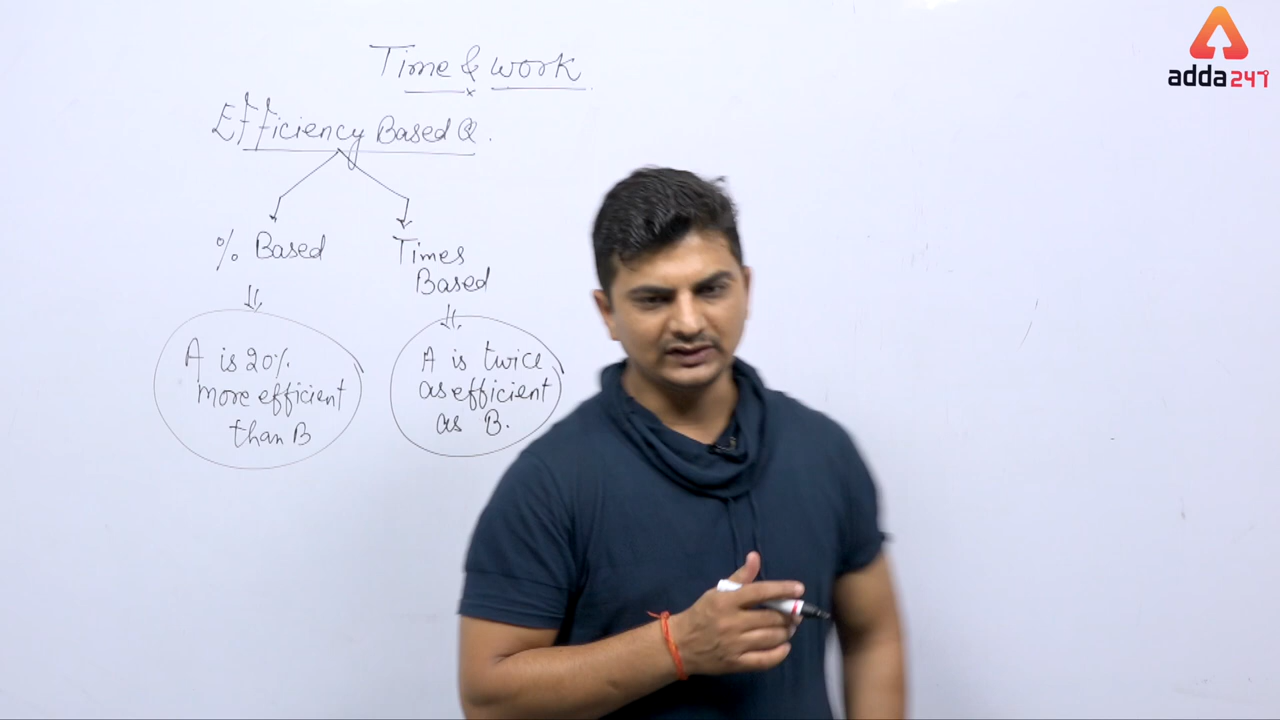 Time & work
Efficiency Based Q.
% Based
Times
Based
A is 20%
more efficient
than B
A is twice
as efficient
as B.
adda247